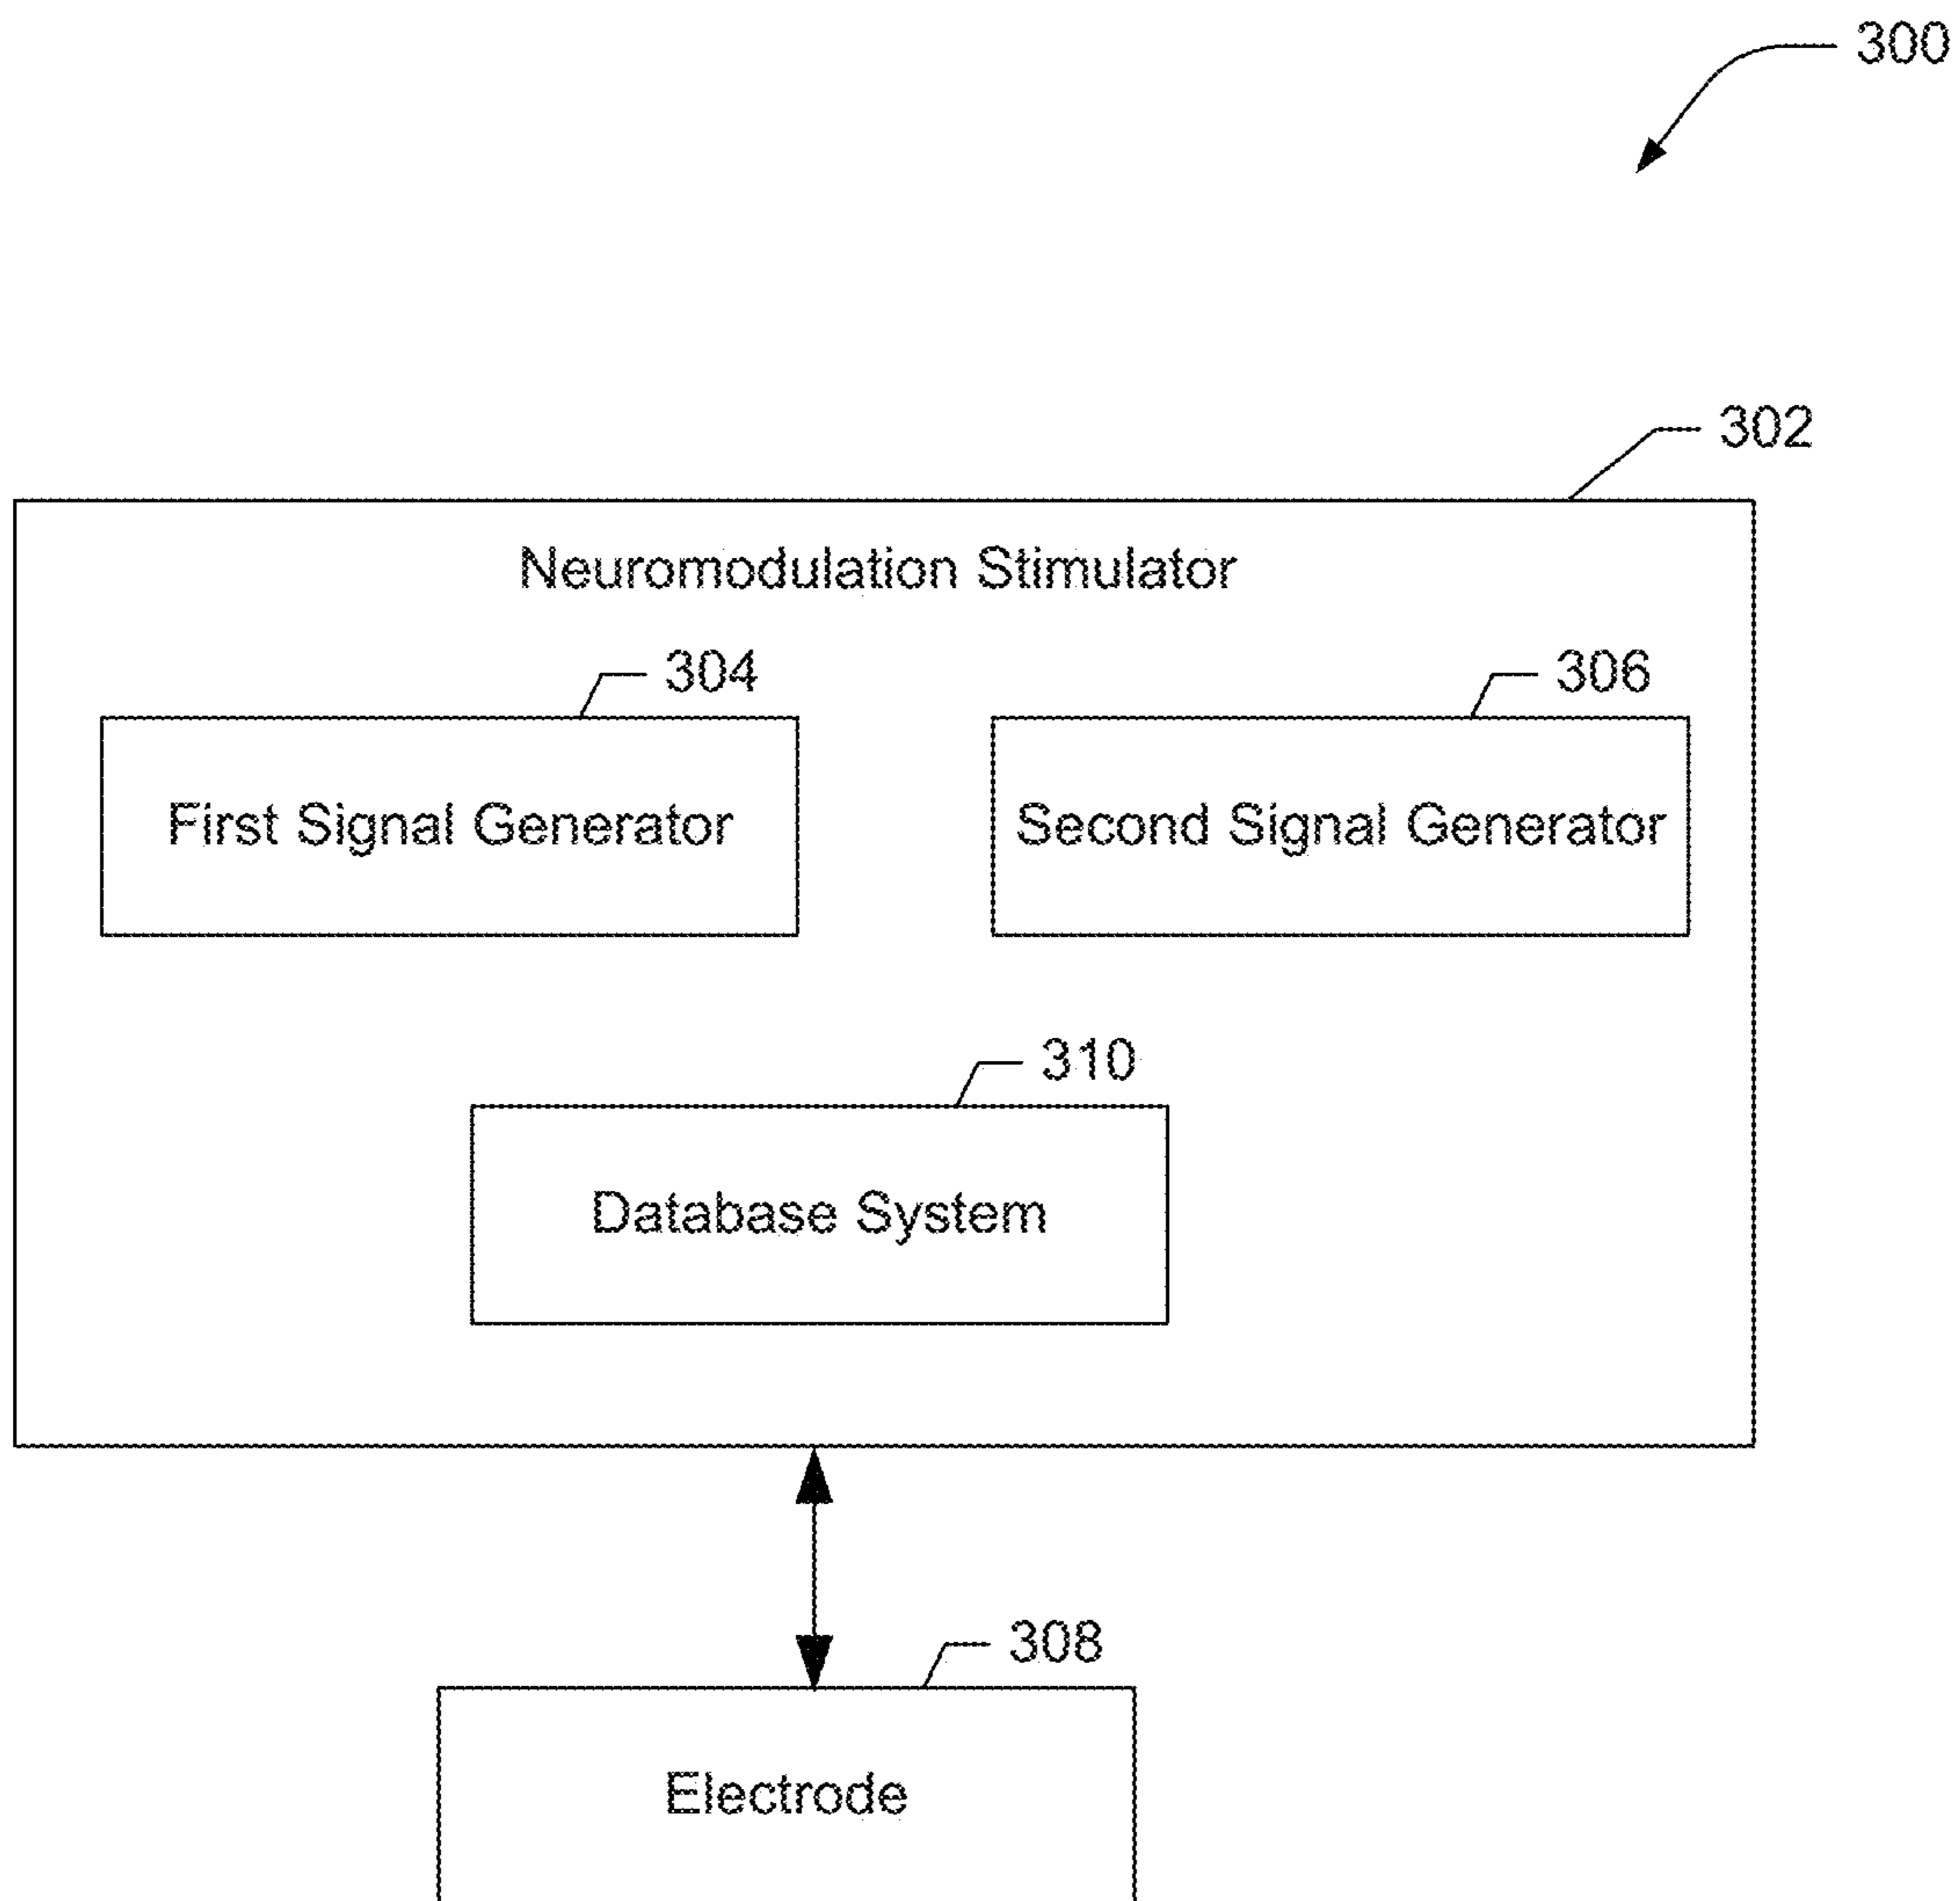 300
302
Neuromodulation Stimulator
304
306
First Signal Generator
Second Signal Generator
310
Database System
308
Electrode